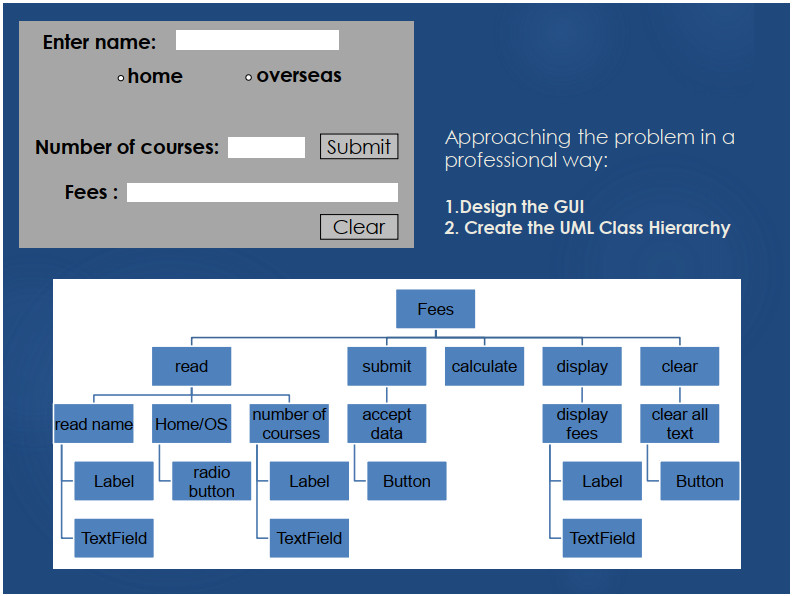 Enter name:
home overseas
Number of courses: Submit
Fees :
Clear
Approaching the problem in a
professional way:
1.Design the GUI
2. Create the UML Class Hierarchy
Fees
read submit calculate display clear
read name Home/OS number of
courses accept
data display
fees clear all
text
Label radio
button Label Button Label Button
TextField TextField TextField